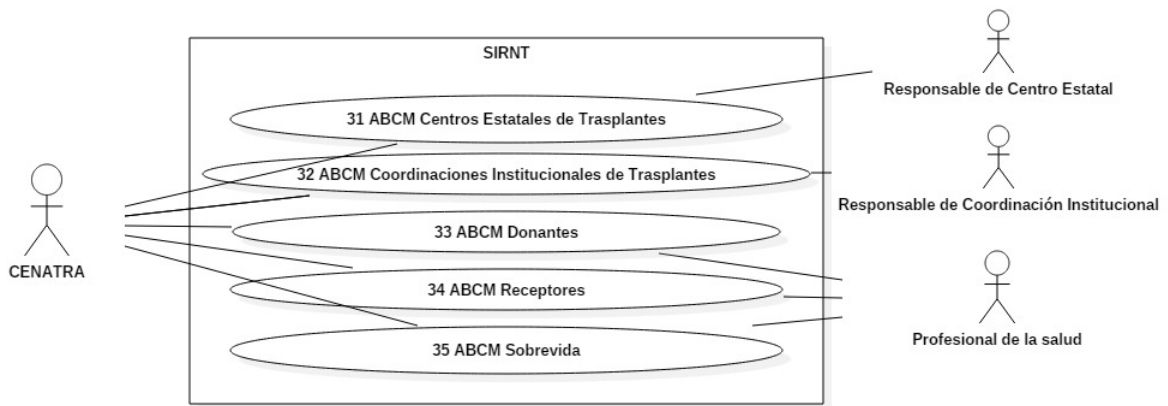 SIRNT
31 ABCM Centros Estatales de Trasplantes
32 ABCM Coordinaciones Institucionales de Trasplantes
33 ABCM Donantes
34 ABCM Receptores
35 ABCM Sobrevida
CENATRA
Responsable de Centro Estatal
Responsable de Coordinación Institucional
Profesional de la salud